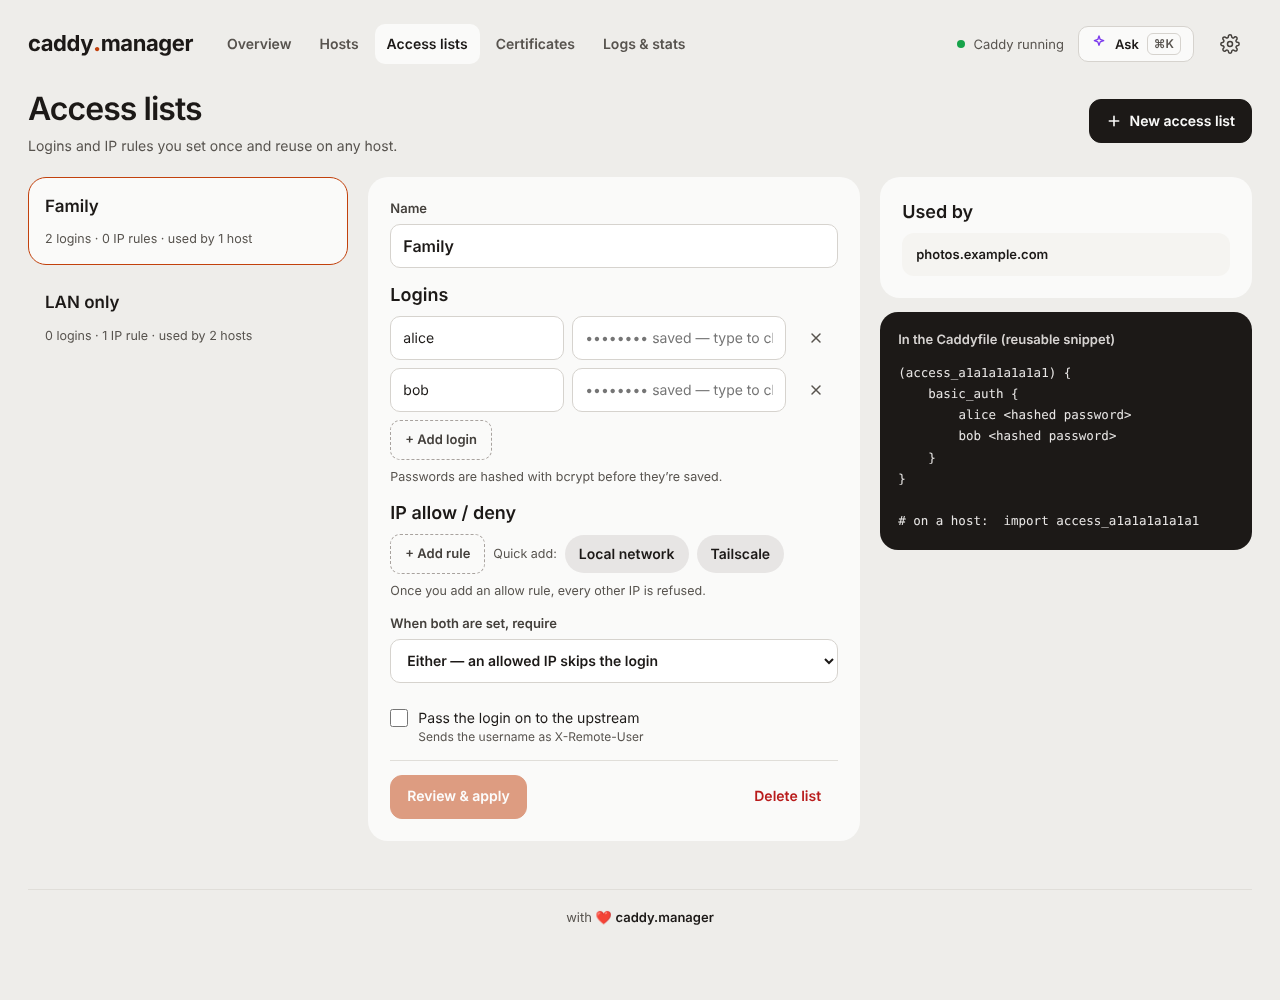 caddy.manager
Overview
Hosts
Access lists
Certificates
Logs & stats
Caddy running
Ask ⌘K
Access lists
Logins and IP rules you set once and reuse on any host.
+ New access list
Family
2 logins · 0 IP rules · used by 1 host
LAN only
0 logins · 1 IP rule · used by 2 hosts
Name
Family
Logins
alice
•••••••• saved — type to cl
bob
•••••••• saved — type to cl
+ Add login
Passwords are hashed with bcrypt before they’re saved.
IP allow / deny
+ Add rule
Quick add:
Local network
Tailscale
Once you add an allow rule, every other IP is refused.
When both are set, require
Either — an allowed IP skips the login
Pass the login on to the upstream
Sends the username as X-Remote-User
Review & apply
Delete list
Used by
photos.example.com
In the Caddyfile (reusable snippet)
(access_a1a1a1a1a1a1) {
    basic_auth {
        alice <hashed password>
        bob <hashed password>
    }
}
# on a host:  import access_a1a1a1a1a1a1
with ❤️ caddy.manager